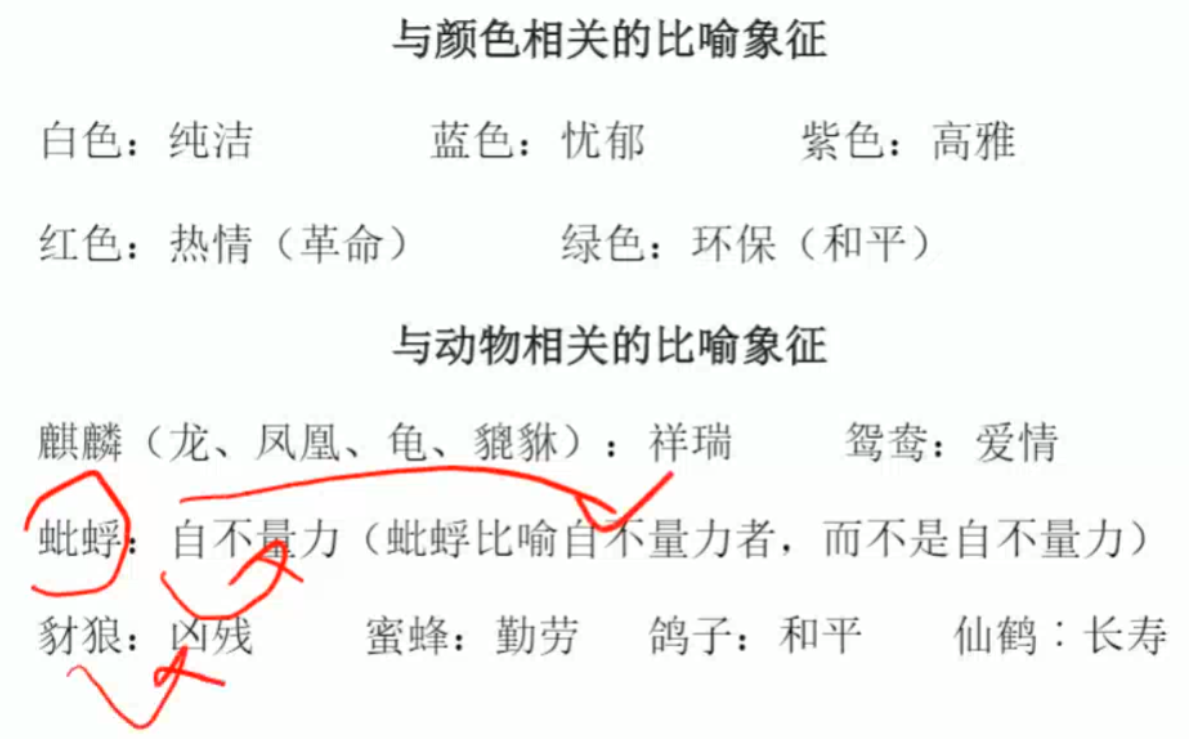 与颜色相关的比喻象征
白色：纯洁 蓝色：忧郁 紫色：高雅
红色：热情（革命） 绿色：环保（和平）
与动物相关的比喻象征
麒麟（龙、凤凰、龟、貔貅）：祥瑞 鸳鸯：爱情
蚍蜉：自不量力（蚍蜉比喻自不量力者，而不是自不量力）
豺狼：凶残 蜜蜂：勤劳 鸽子：和平 仙鹤：长寿